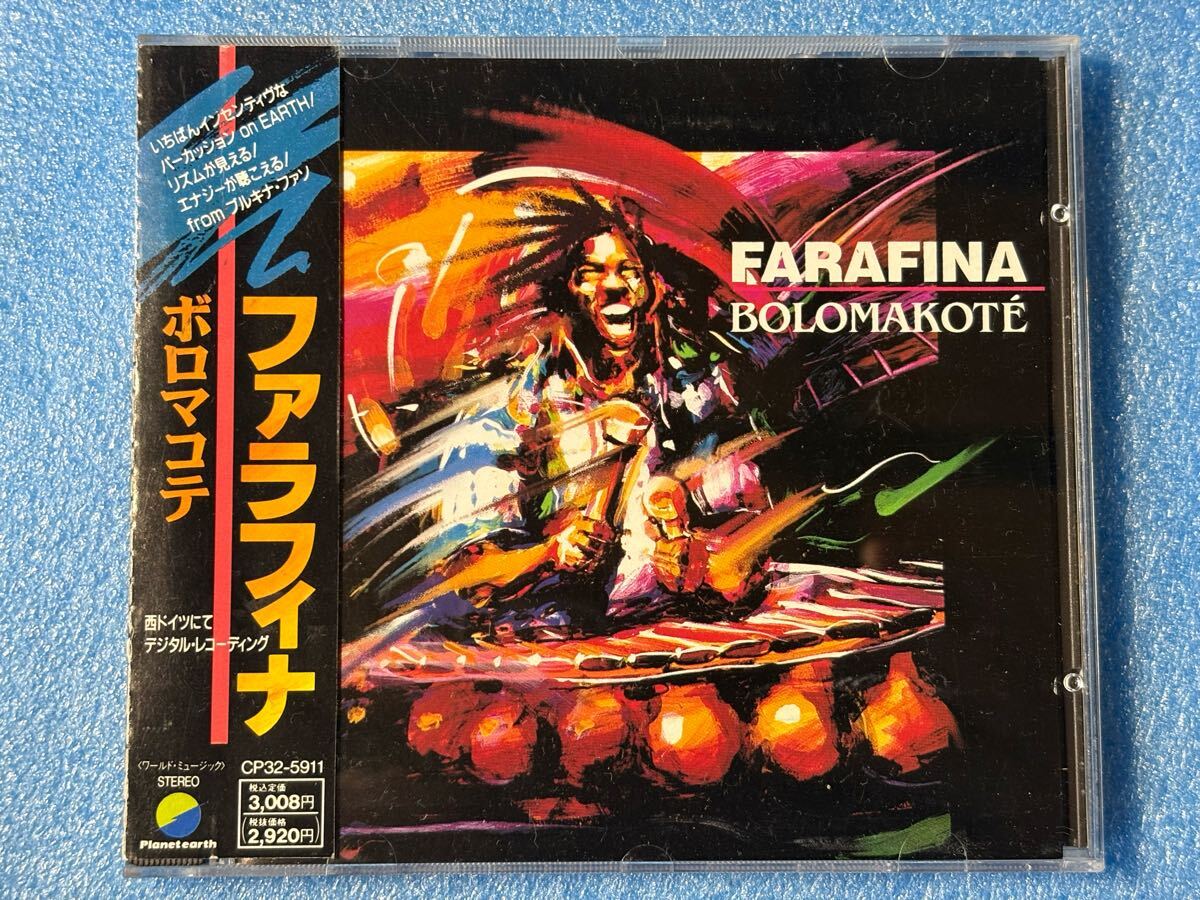 いちばんインセンティヴな
パーカッション on EARTH!
リズムが見える!
エナジーが聴こえる!
from ブルキナ・ファソ
ファラフィナ
ボロマコテ
西ドイツにて
デジタル・レコーディング
〈ワールド・ミュージック〉
STEREO
Planet earth
CP32-5911
税込定価
3,008円
(税抜価格
2,920円)
FARAFINA
BOLOMAKOTÉ